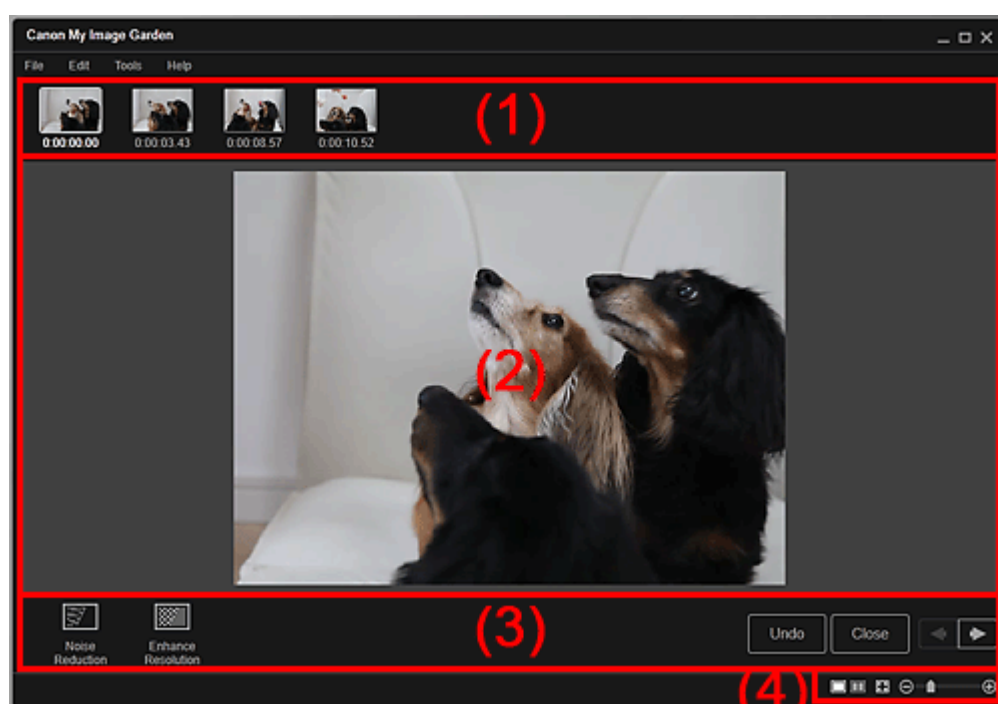 Canon My Image Garden
File Edit Tools Help
(1)
0:00:00.00 0:00:03.43 0:00:08.57 0:00:10.52
(2)
(3)
Noise Reduction
Enhance Resolution
Undo Close
(4)